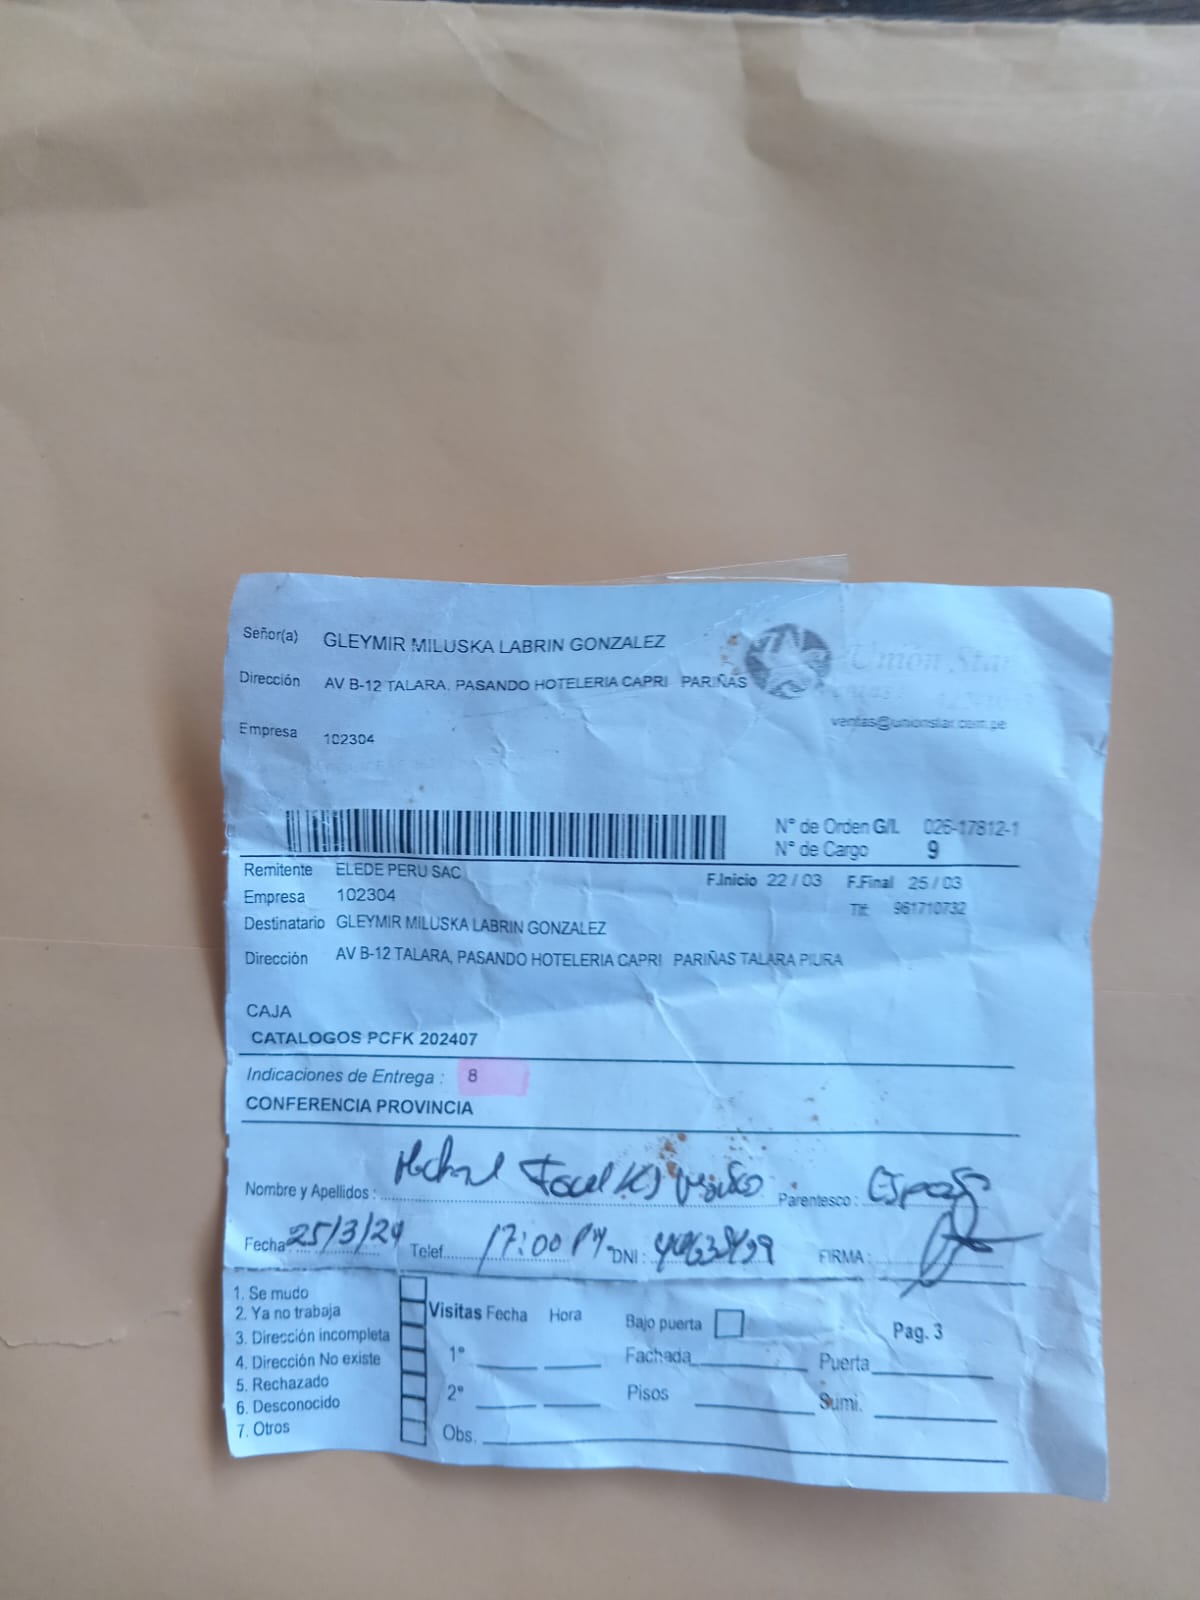 Señor(a) GLEYMIR MILUSKA LABRIN GONZALEZ
Unión Star
Dirección AV B-12 TALARA, PASANDO HOTELERIA CAPRI PARIÑAS
ventas@unionstar.com.pe
Empresa 102304
N° de Orden G/L 026-17812-1
N° de Cargo 9
Remitente ELEDE PERU SAC
F.Inicio 22 / 03 F.Final 25 / 03
Empresa 102304
Tlf: 961710732
Destinatario GLEYMIR MILUSKA LABRIN GONZALEZ
Dirección AV B-12 TALARA, PASANDO HOTELERIA CAPRI PARIÑAS TALARA PIURA
CAJA
CATALOGOS PCFK 202407
Indicaciones de Entrega : 8
CONFERENCIA PROVINCIA
Nombre y Apellidos : Parentesco :
Fecha 25/3/24 Telef. 17:00 PM DNI : FIRMA :
1. Se mudo
2. Ya no trabaja
3. Dirección incompleta
4. Dirección No existe
5. Rechazado
6. Desconocido
7. Otros
Visitas Fecha Hora Bajo puerta Pag. 3
1° Fachada Puerta
2° Pisos Sumi.
Obs.